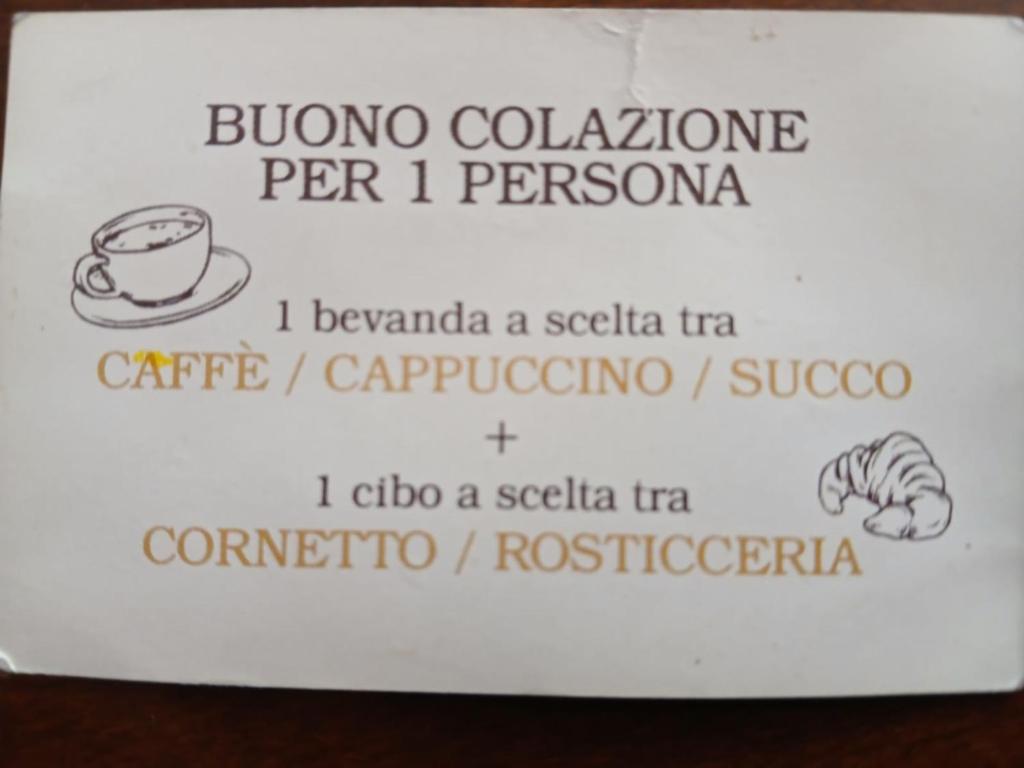 BUONO COLAZIONE
PER 1 PERSONA
1 bevanda a scelta tra
CAFFÈ / CAPPUCCINO / SUCCO
+
1 cibo a scelta tra
CORNETTO / ROSTICCERIA